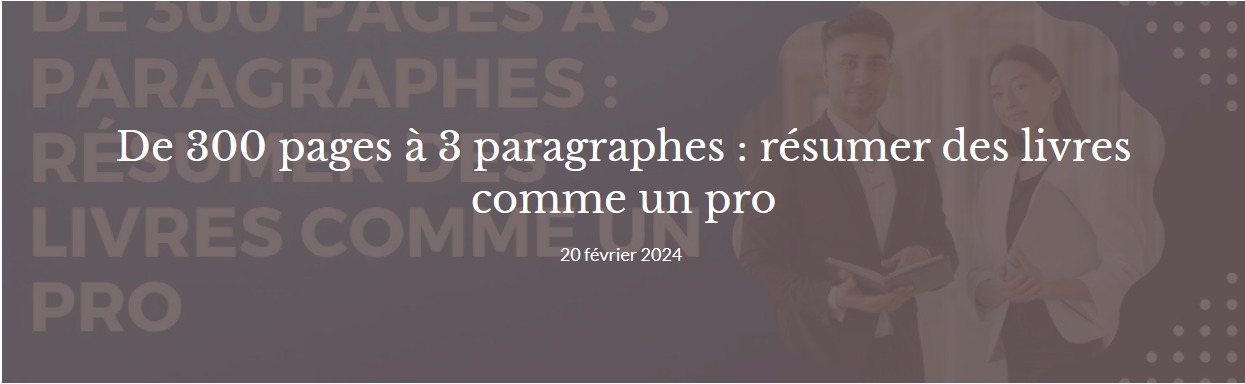 DE 300 PAGES À 3
PARAGRAPHES :
RÉSUMER DES
LIVRES COMME UN
PRO
De 300 pages à 3 paragraphes : résumer des livres
comme un pro
20 février 2024